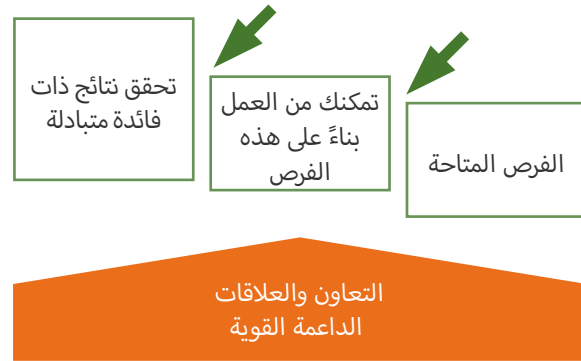 الفرص المتاحة
تمكنك من العمل
بناءً على هذه
الفرص
تحقق نتائج ذات
فائدة متبادلة
التعاون والعلاقات
الداعمة القوية